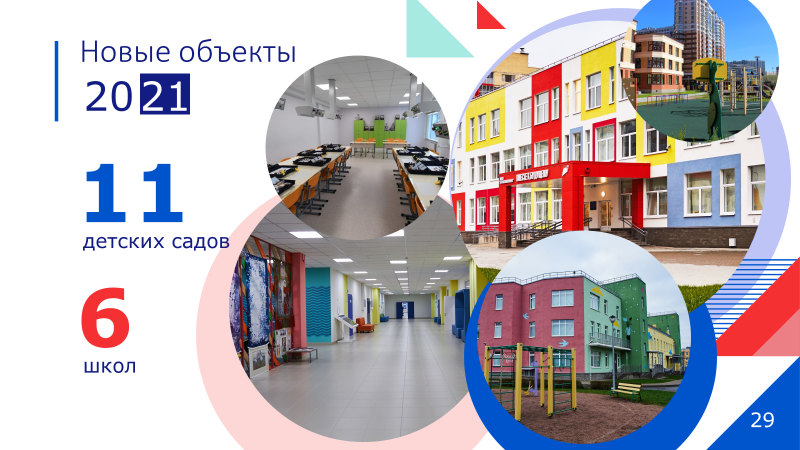 Новые объекты
2021
11
детских садов
6
школ
29